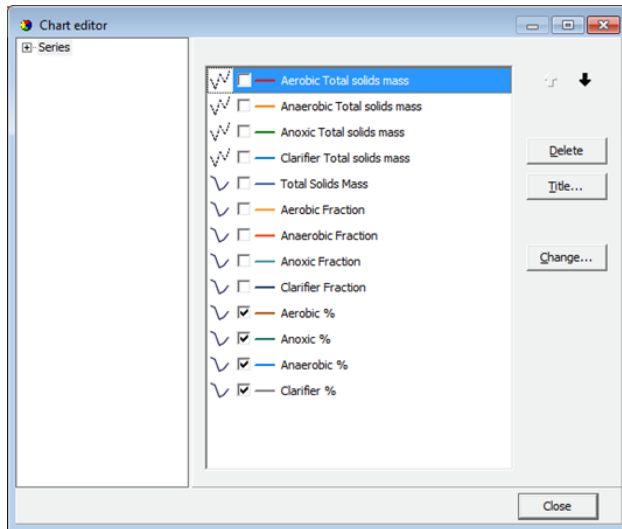 Chart editor
Series
Aerobic Total solids mass
Anaerobic Total solids mass
Anoxic Total solids mass
Clarifier Total solids mass
Total Solids Mass
Aerobic Fraction
Anaerobic Fraction
Anoxic Fraction
Clarifier Fraction
Aerobic %
Anoxic %
Anaerobic %
Clarifier %
Delete
Title...
Change...
Close